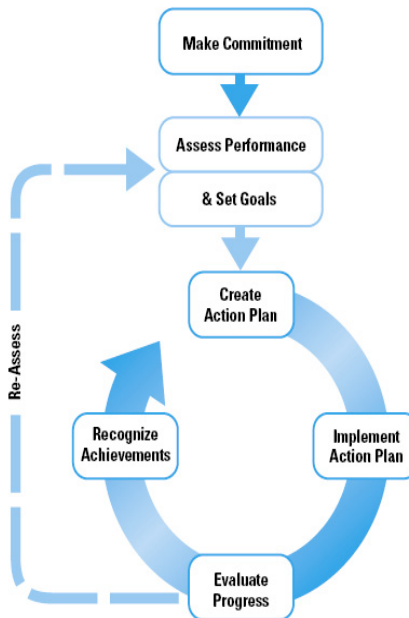 Make Commitment
Assess Performance
& Set Goals
Create
Action Plan
Re-Assess
Recognize
Achievements
Implement
Action Plan
Evaluate
Progress